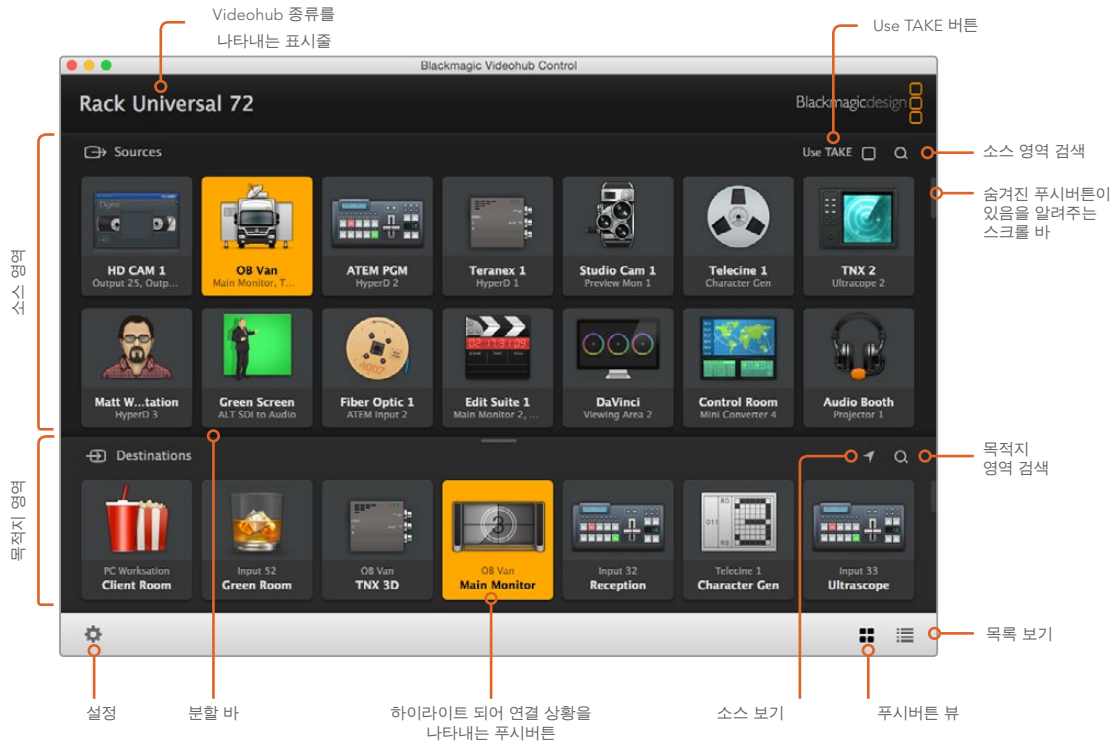 Videohub 종류를
나타내는 표시줄
Use TAKE 버튼
Blackmagic Videohub Control
Rack Universal 72
Blackmagicdesign
Sources
Use TAKE
소스 영역 검색
숨겨진 푸시버튼이
있음을 알려주는
스크롤 바
소스 영역
Digital
HD CAM 1
Output 25, Outp...
OB Van
Main Monitor, T...
ATEM PGM
HyperD 2
Teranex 1
HyperD 1
Studio Cam 1
Preview Mon 1
Telecine 1
Character Gen
TNX 2
Ultracope 2
Matt W...tation
HyperD 3
Green Screen
ALT SDI to Audio
A007
Fiber Optic 1
ATEM Input 2
Edit Suite 1
Main Monitor 2, ...
DaVinci
Viewing Area 2
Control Room
Mini Converter 4
Audio Booth
Projector 1
Destinations
목적지
영역 검색
목적지 영역
PC Worksation
Client Room
Input 52
Green Room
OB Van
TNX 3D
3
OB Van
Main Monitor
Input 32
Reception
R0
011
R8
Telecine 1
Character Gen
Input 33
Ultrascope
목록 보기
설정
분할 바
하이라이트 되어 연결 상황을
나타내는 푸시버튼
소스 보기
푸시버튼 뷰